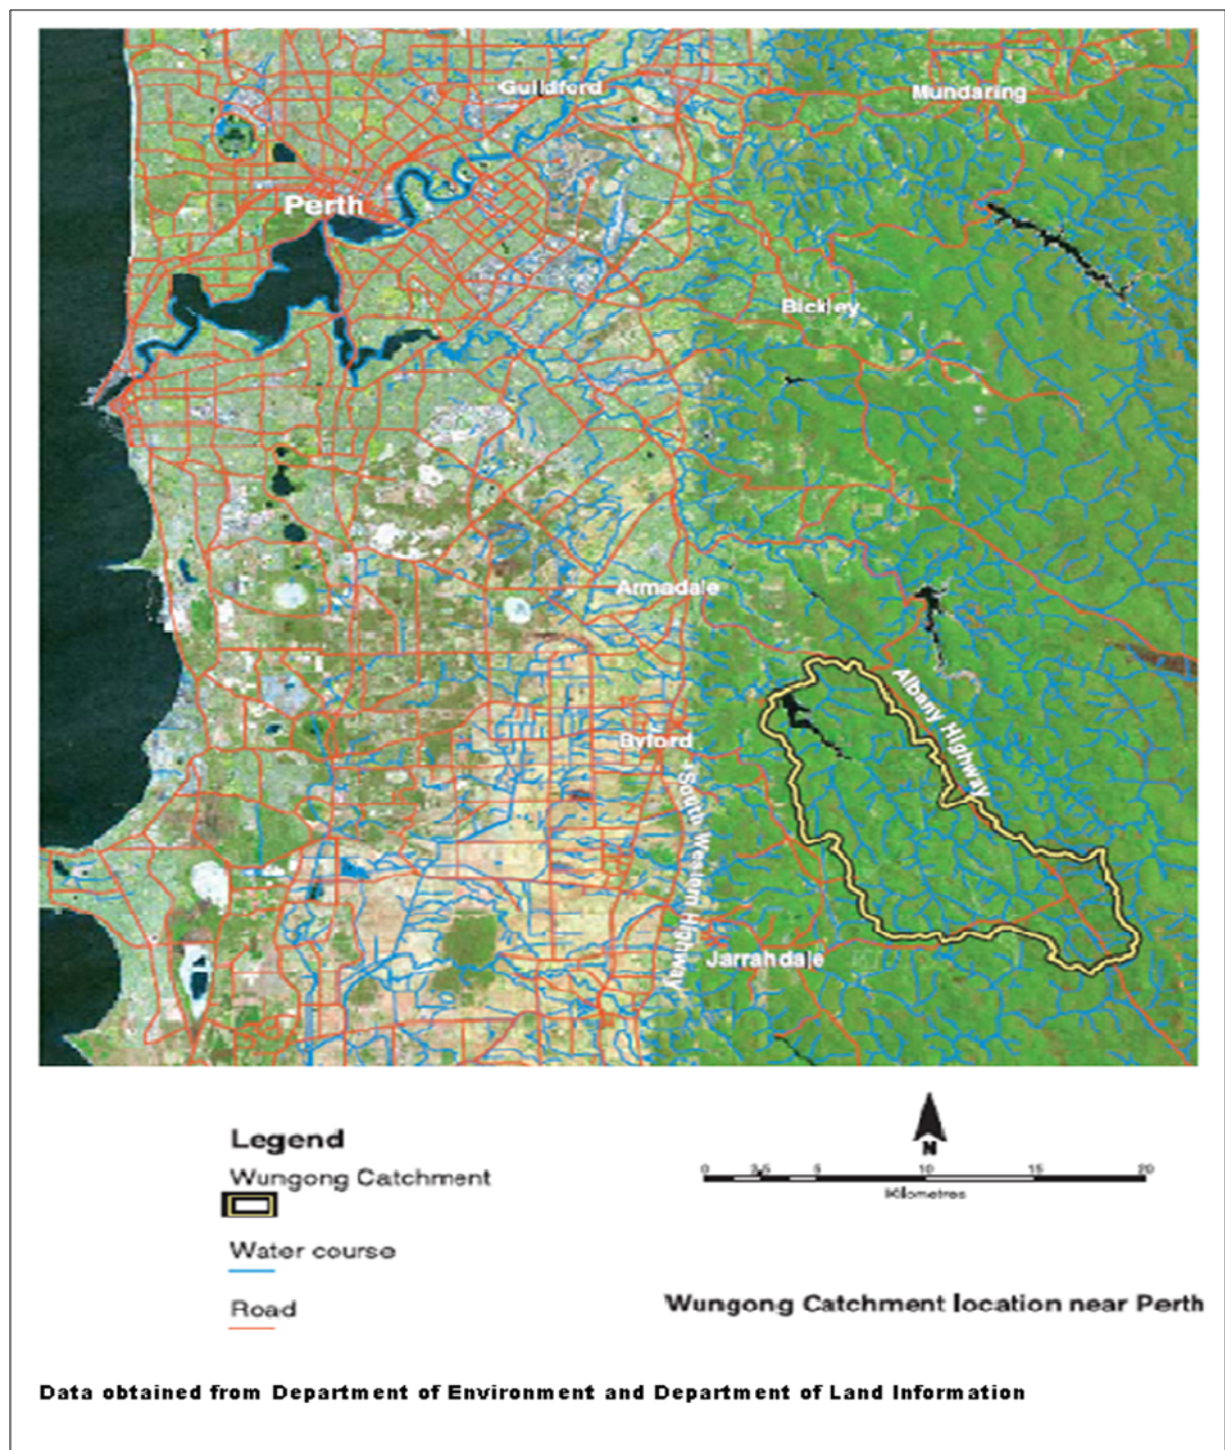 Guildford
Mundaring
Perth
Bickley
Armadale
Albany Highway
Byford
South Western Highway
Jarrahdale
N
Legend
Wungong Catchment
Water course
Road
0 2.5 5 10 15 20
Kilometres
Wungong Catchment location near Perth
Data obtained from Department of Environment and Department of Land Information